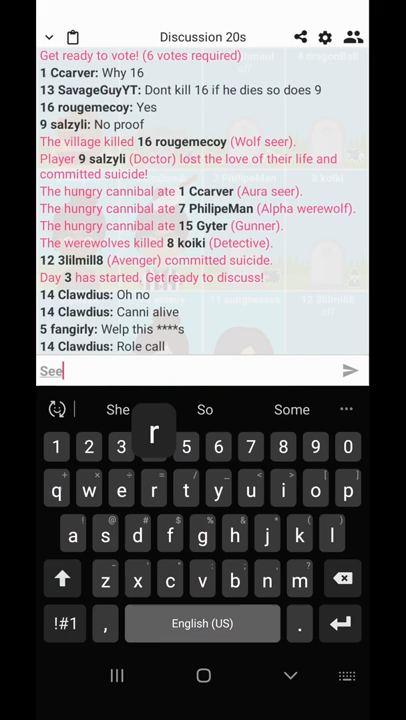 Discussion 20s
Get ready to vote! (6 votes required)
1 Ccarver: Why 16
13 SavageGuyYT: Dont kill 16 if he dies so does 9
16 rougemecoy: Yes
9 salzyli: No proof
The village killed 16 rougemecoy (Wolf seer).
Player 9 salzyli (Doctor) lost the love of their life and
committed suicide!
The hungry cannibal ate 1 Ccarver (Aura seer).
The hungry cannibal ate 7 PhilipeMan (Alpha werewolf).
The hungry cannibal ate 15 Gyter (Gunner).
The werewolves killed 8 koiki (Detective).
12 3lilmill8 (Avenger) committed suicide.
Day 3 has started. Get ready to discuss!
14 Clawdius: Oh no
14 Clawdius: Canni alive
5 fangirly: Welp this ****s
14 Clawdius: Role call
See
She So Some
r
1 2 3 5 6 7 8 9 0
q w e r t y u i o p
a s d f g h j k l
z x c v b n m
!#1 , English (US) .